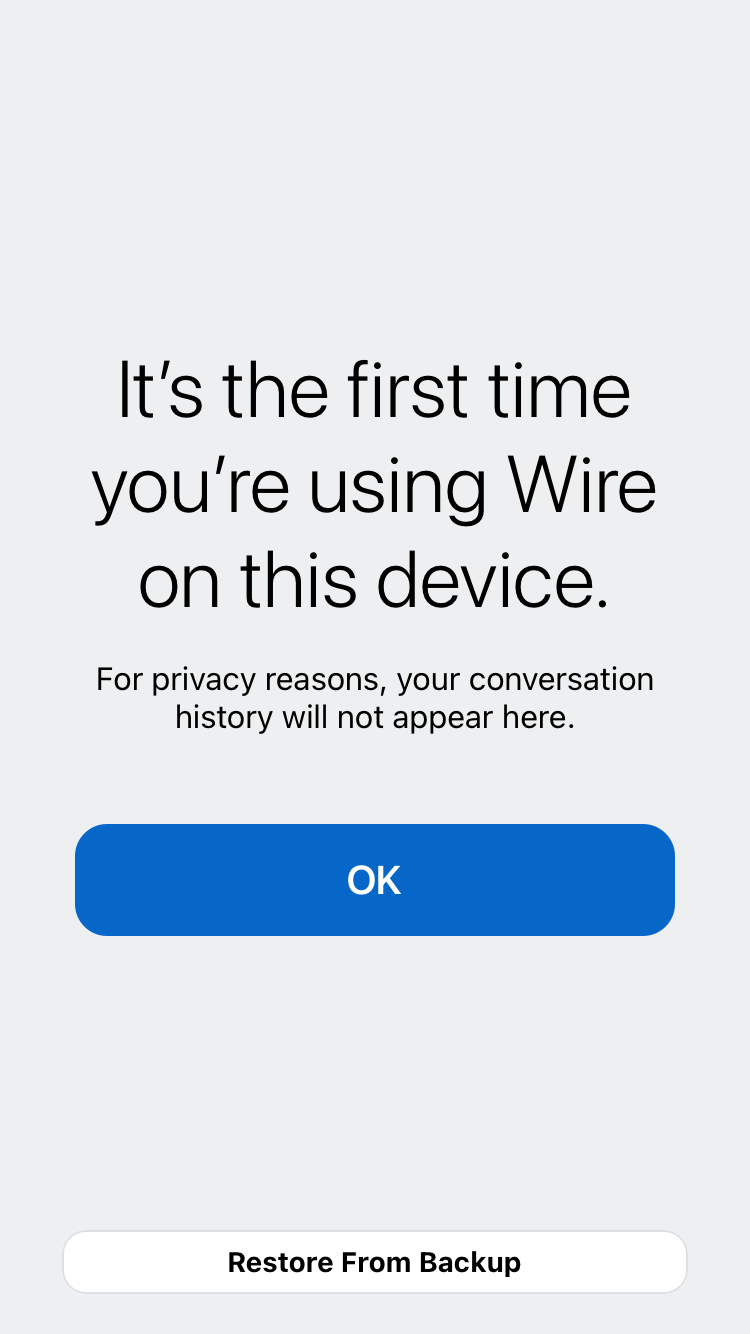 It’s the first time
you’re using Wire
on this device.
For privacy reasons, your conversation
history will not appear here.
OK
Restore From Backup